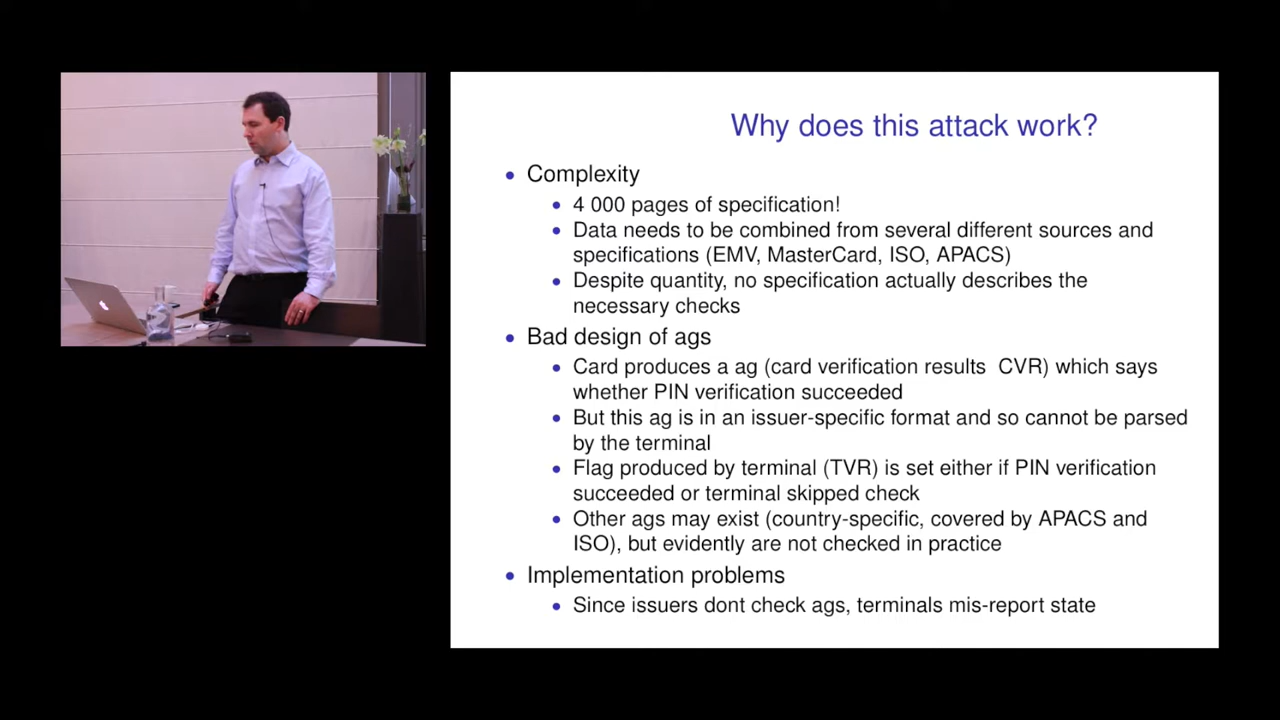 Why does this attack work?
Complexity
4 000 pages of specification!
Data needs to be combined from several different sources and
specifications (EMV, MasterCard, ISO, APACS)
Despite quantity, no specification actually describes the
necessary checks
Bad design of ags
Card produces a ag (card verification results CVR) which says
whether PIN verification succeeded
But this ag is in an issuer-specific format and so cannot be parsed
by the terminal
Flag produced by terminal (TVR) is set either if PIN verification
succeeded or terminal skipped check
Other ags may exist (country-specific, covered by APACS and
ISO), but evidently are not checked in practice
Implementation problems
Since issuers dont check ags, terminals mis-report state